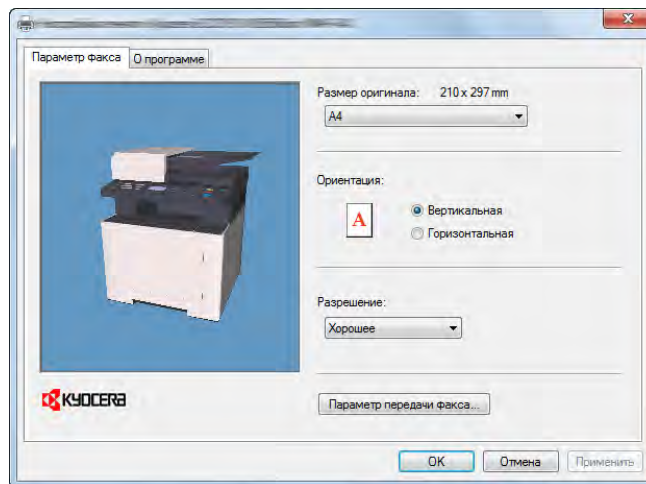 Параметр факса О программе
Размер оригинала: 210 x 297 mm
A4
Ориентация:
A
Вертикальная
Горизонтальная
Разрешение:
Хорошее
KYOCERA
Параметр передачи факса...
OK Отмена Применить